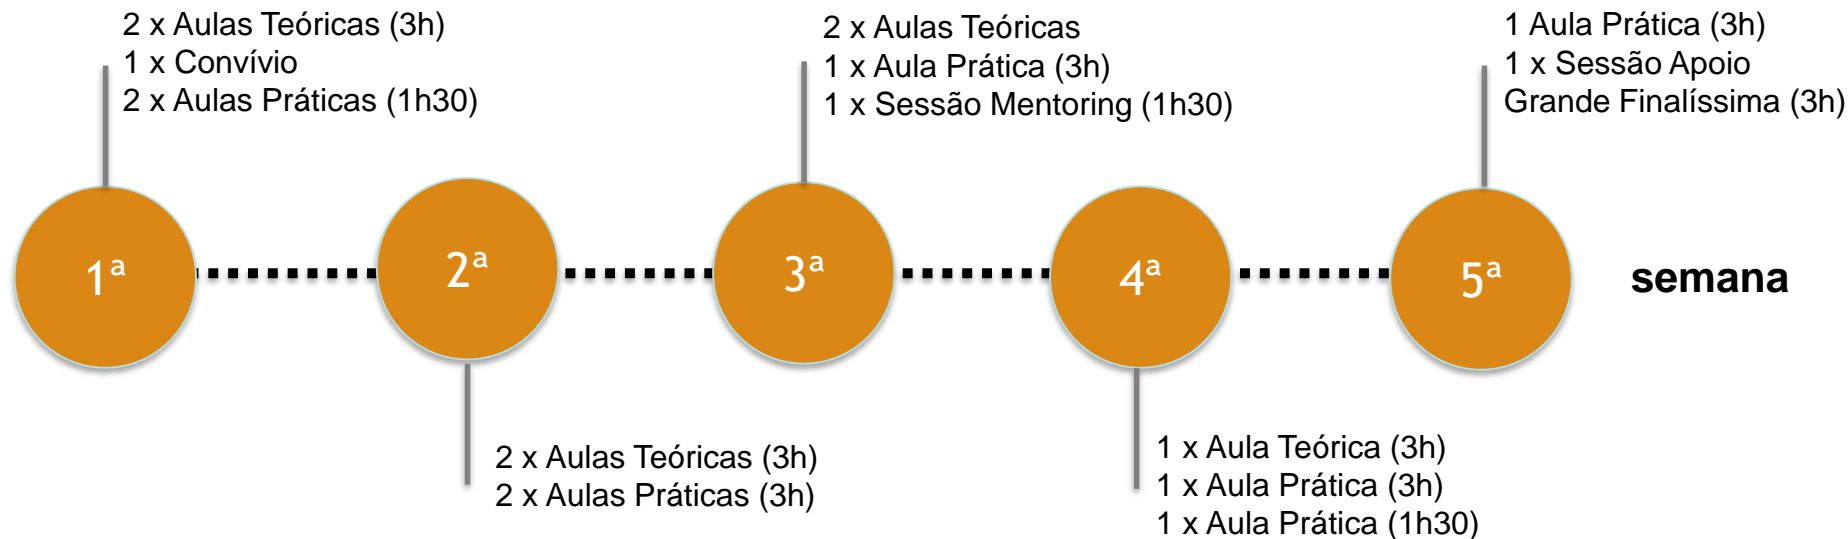 2 x Aulas Teóricas (3h)
1 x Convívio
2 x Aulas Práticas (1h30)
2 x Aulas Teóricas
1 x Aula Prática (3h)
1 x Sessão Mentoring (1h30)
1 Aula Prática (3h)
1 x Sessão Apoio
Grande Finalíssima (3h)
1ª
2ª
3ª
4ª
5ª
semana
2 x Aulas Teóricas (3h)
2 x Aulas Práticas (3h)
1 x Aula Teórica (3h)
1 x Aula Prática (3h)
1 x Aula Prática (1h30)